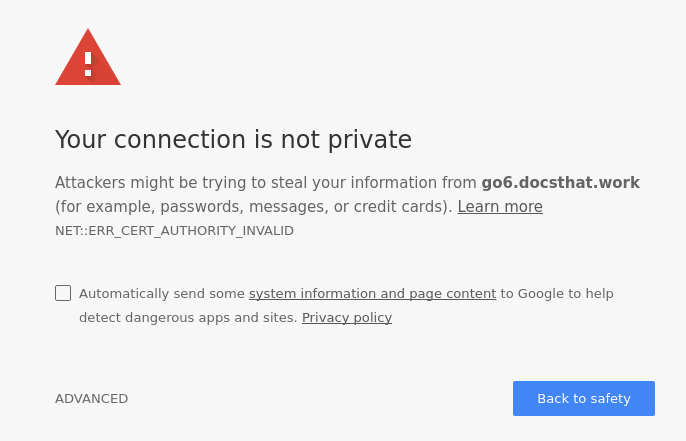 Your connection is not private
Attackers might be trying to steal your information from go6.docsthat.work
(for example, passwords, messages, or credit cards). Learn more
NET::ERR_CERT_AUTHORITY_INVALID
Automatically send some system information and page content to Google to help
detect dangerous apps and sites. Privacy policy
ADVANCED
Back to safety